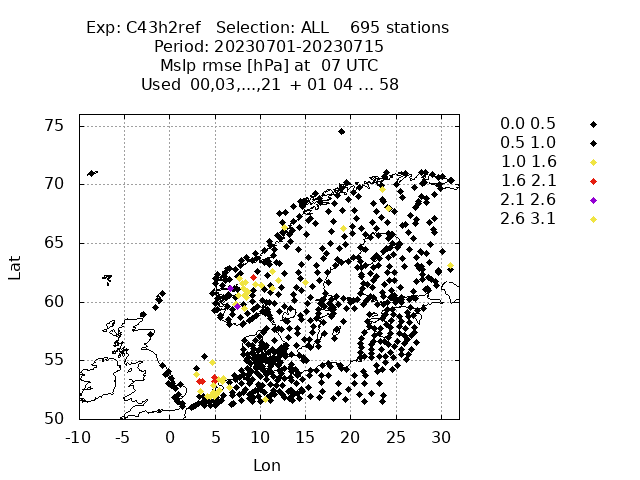 Exp: C43h2ref   Selection: ALL    695 stations
Period: 20230701-20230715
Mslp rmse [hPa] at  07 UTC
Used  00,03,...,21  + 01 04 ... 58
0.0 0.5
0.5 1.0
1.0 1.6
1.6 2.1
2.1 2.6
2.6 3.1
Lat
75
70
65
60
55
50
-10 -5 0 5 10 15 20 25 30
Lon